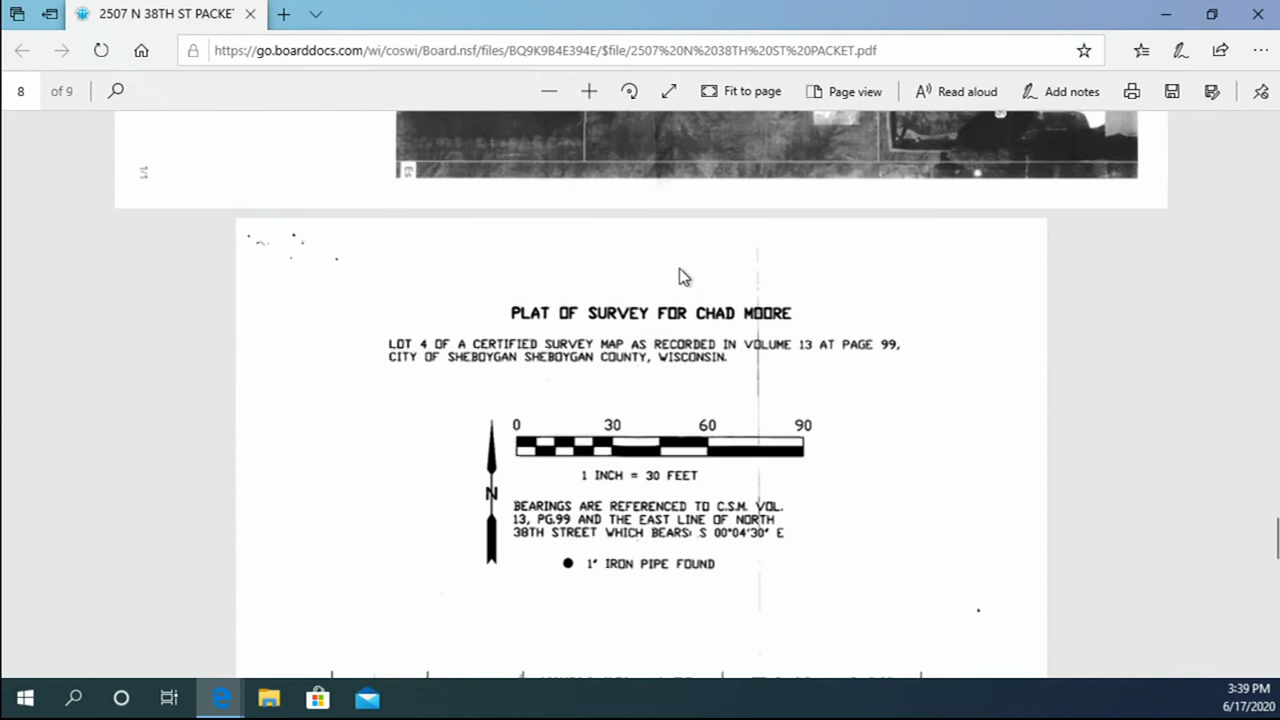 2507 N 38TH ST PACKE
https://go.boarddocs.com/wi/coswi/Board.nsf/files/BQ9K9B4E394E/$file/2507%20N%2038TH%20ST%20PACKET.pdf
8 of 9
Fit to page
Page view
Read aloud
Add notes
1/1
PLAT OF SURVEY FOR CHAD MOORE
LOT 4 OF A CERTIFIED SURVEY MAP AS RECORDED IN VOLUME 13 AT PAGE 99,
CITY OF SHEBOYGAN SHEBOYGAN COUNTY, WISCONSIN.
0 30 60 90
1 INCH = 30 FEET
N
BEARINGS ARE REFERENCED TO C.S.M. VOL.
13, PG.99 AND THE EAST LINE OF NORTH
38TH STREET WHICH BEARS: S 00°04'30" E
1" IRON PIPE FOUND
3:39 PM
6/17/2020